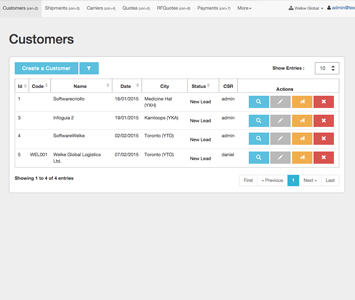 Customers (ctrl+2) Shipments (ctrl+3) Carriers (ctrl+4) Quotes (ctrl+5) RFQuotes (ctrl+6) Payments (ctrl+7) More Welke Global admin@tes
Customers
Create a Customer Show Entries : 10
Id Code Name Date City Status CSR Actions
1 Softwarecrollo 16/01/2015 Medicine Hat (YXH) New Lead admin
3 Infoguia 2 19/01/2015 Kamloops (YKA) New Lead admin
4 SoftwareWelke 02/02/2015 Toronto (YTO) New Lead admin
5 WEL001 Welke Global Logistics Ltd. 07/02/2015 Toronto (YTO) New Lead daniel
Showing 1 to 4 of 4 entries First « Previous 1 Next » Last